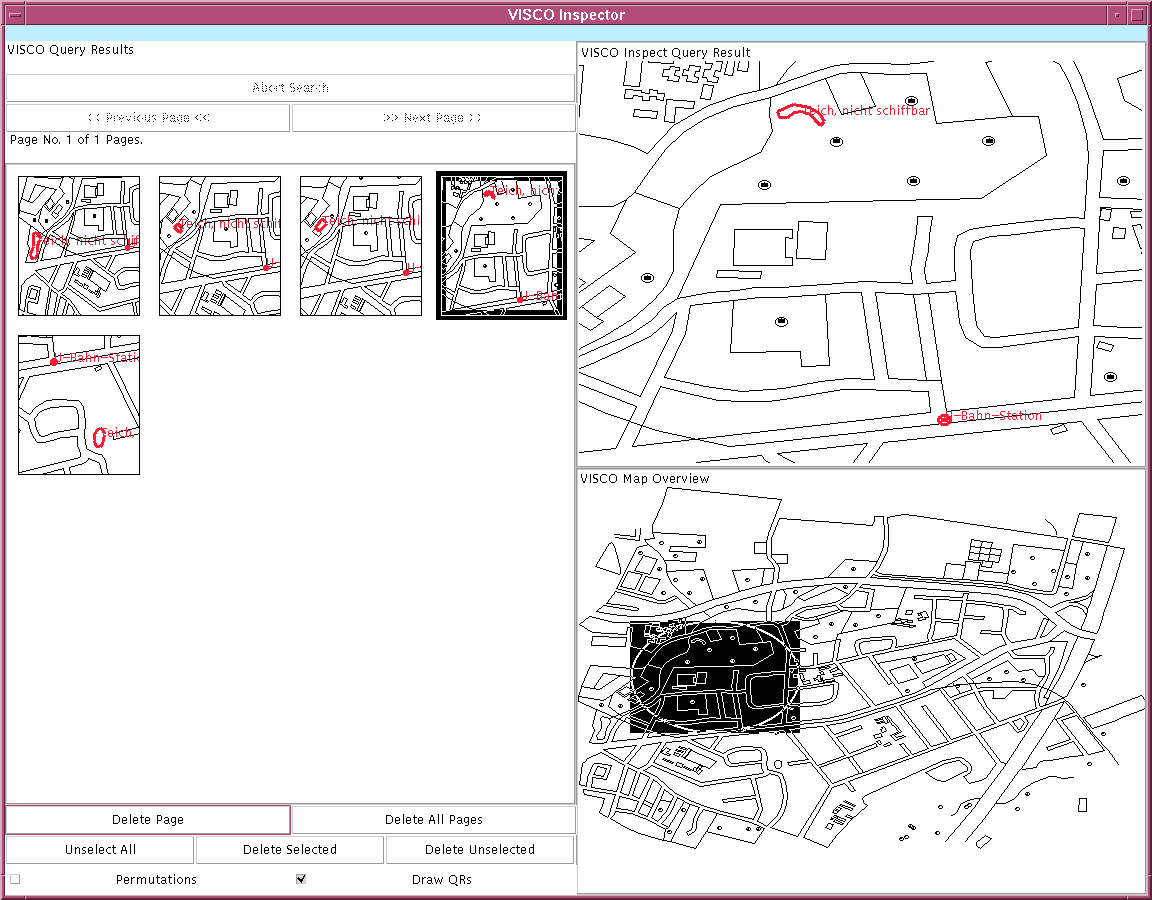 VISCO Inspector
VISCO Query Results
Abort Search
<< Previous Page <<
>> Next Page >>
Page No. 1 of 1 Pages.
Teich, nicht schiff
Teich, nicht schif
Teich, nicht schi
Teich, nich
U-Bahn-Statio
Teich,
Delete Page
Delete All Pages
Unselect All
Delete Selected
Delete Unselected
Permutations
Draw QRs
VISCO Inspect Query Result
Teich, nicht schiffbar
U-Bahn-Station
VISCO Map Overview